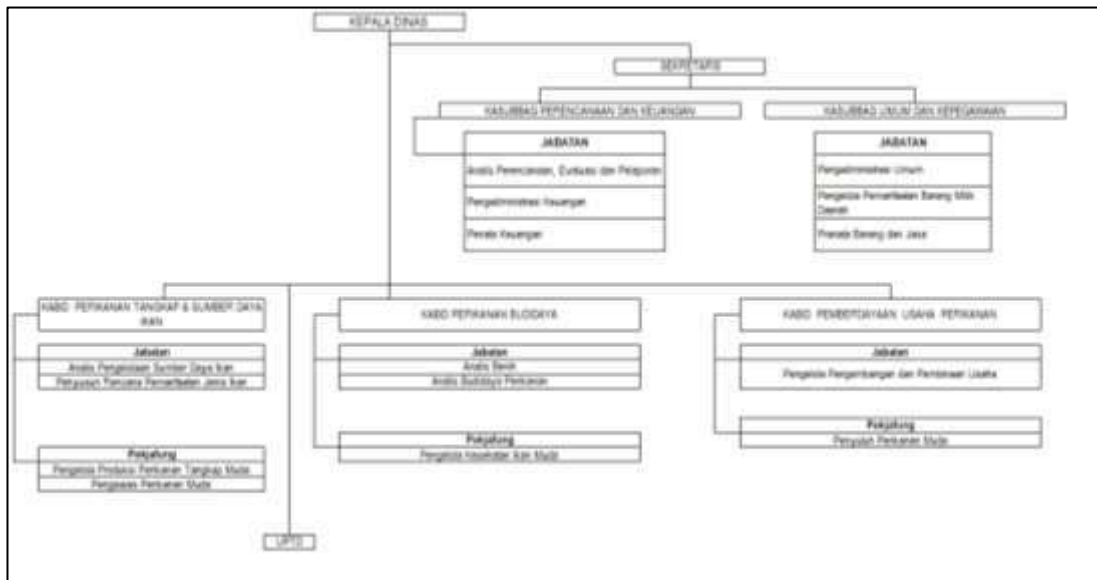 KEPALA DINAS
SEKRETARIS
KASUBBAG PERENCANAAN DAN KEUANGAN
KASUBBAG UMUM DAN KEPEGAWAIAN
JABATAN
Analis Perencanaan, Evaluasi dan Pelaporan
Pengadministrasi Keuangan
Penata Keuangan
JABATAN
Pengadministrasi Umum
Pengelola Pemanfaatan Barang Milik
Daerah
Pranata Barang dan Jasa
KABID PERIKANAN TANGKAP & SUMBER DAYA
IKAN
KABID PERIKANAN BUDIDAYA
KABID PEMBERDAYAAN USAHA PERIKANAN
Jabatan
Analis Pengelolaan Sumber Daya Ikan
Penyusun Rencana Pemanfaatan Jenis Ikan
Jabatan
Analis Benih
Analis Budidaya Perikanan
Jabatan
Pengelola Pengembangan dan Pembinaan Usaha
Pokjafung
Pengelola Produksi Perikanan Tangkap Muda
Pengawas Perikanan Muda
Pokjafung
Pengelola Kesehatan Ikan Muda
Pokjafung
Penyuluh Perikanan Muda
UPTD